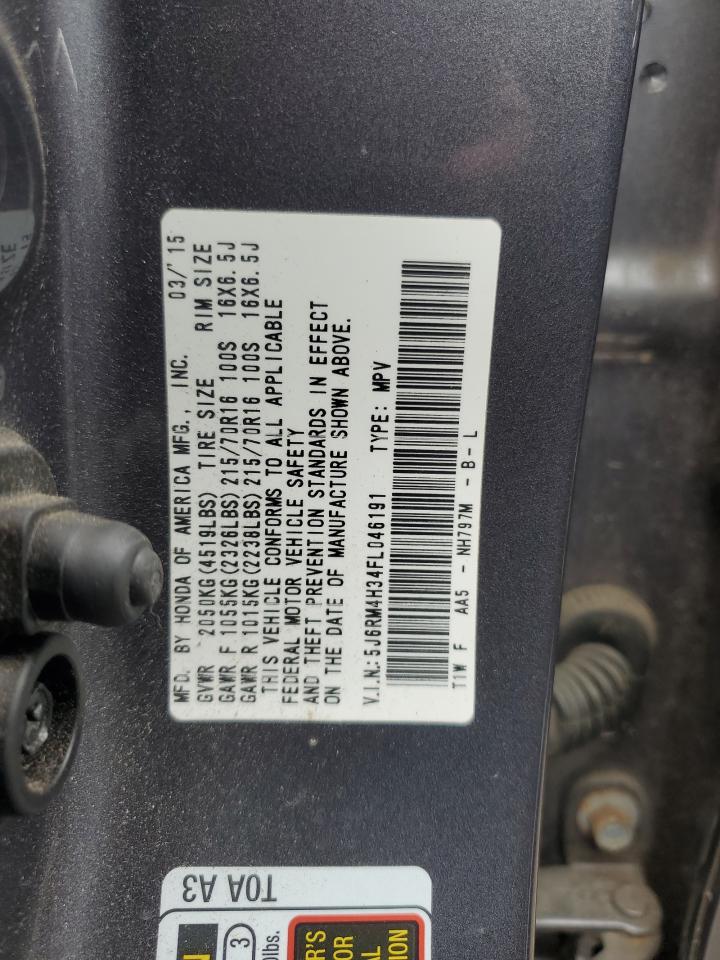 MFD. BY HONDA OF AMERICA MFG., INC. 03/'15
GVWR 2050KG(4519LBS) TIRE SIZE RIM SIZE
GAWR F 1055KG(2326LBS) 215/70R16 100S 16X6.5J
GAWR R 1015KG(2238LBS) 215/70R16 100S 16X6.5J
THIS VEHICLE CONFORMS TO ALL APPLICABLE
FEDERAL MOTOR VEHICLE SAFETY
AND THEFT PREVENTION STANDARDS IN EFFECT
ON THE DATE OF MANUFACTURE SHOWN ABOVE.
V.I.N.: 5J6RM4H34FL046191 TYPE: MPV
T1W F AA5 - NH797M - B - L
T0A A3
3
lbs.